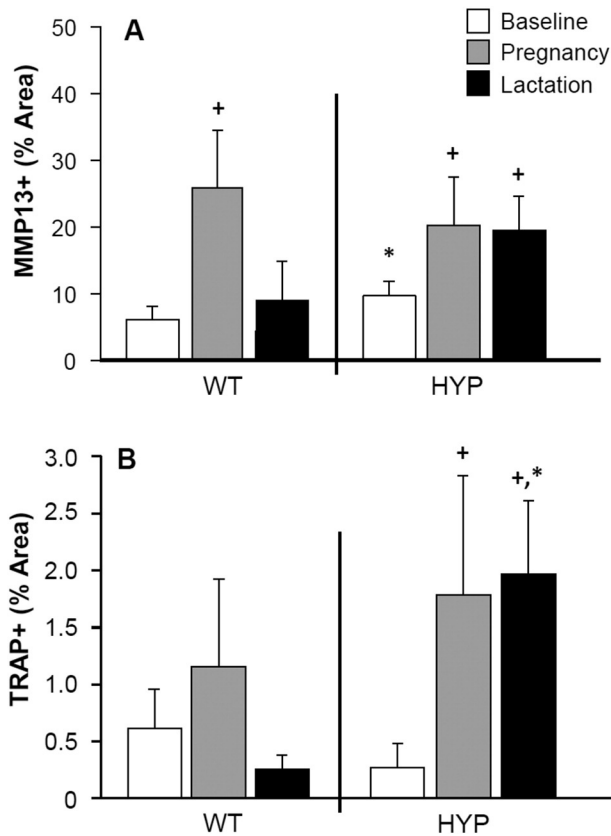 A
Baseline
Pregnancy
Lactation
MMP13+ (% Area)
50
40
30
20
10
0
+
*
+
+
WT
HYP
B
TRAP+ (% Area)
3.0
2.5
2.0
1.5
1.0
0.5
0
+
+,*
WT
HYP